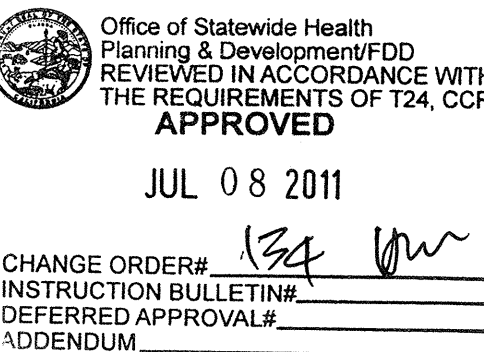 Office of Statewide Health
Planning & Development/FDD
REVIEWED IN ACCORDANCE WITH
THE REQUIREMENTS OF T24, CCR
APPROVED
JUL 08 2011
CHANGE ORDER# 134
INSTRUCTION BULLETIN#
DEFERRED APPROVAL#
ADDENDUM